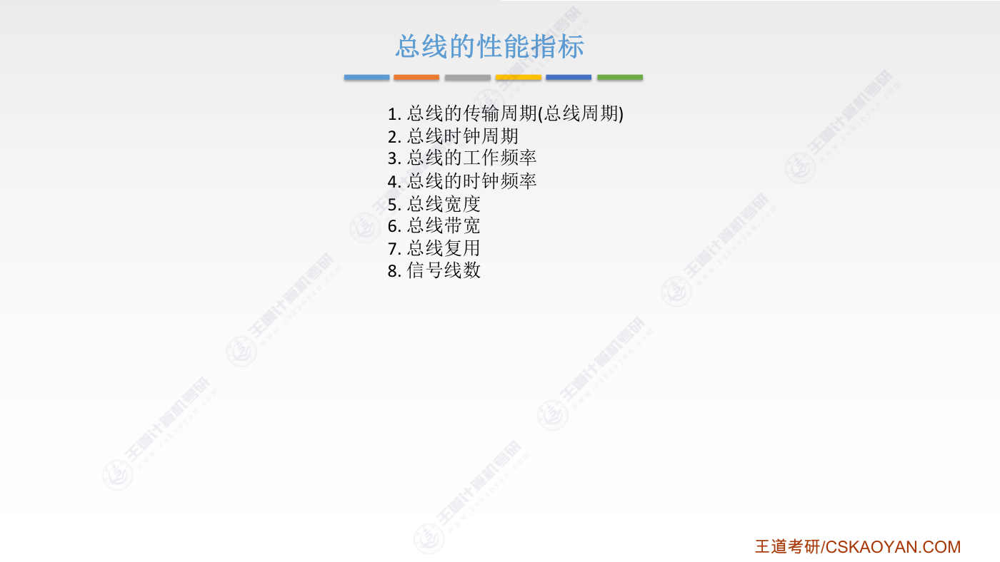 总线的性能指标
1. 总线的传输周期(总线周期)
2. 总线时钟周期
3. 总线的工作频率
4. 总线的时钟频率
5. 总线宽度
6. 总线带宽
7. 总线复用
8. 信号线数
王道考研/CSKAOYAN.COM